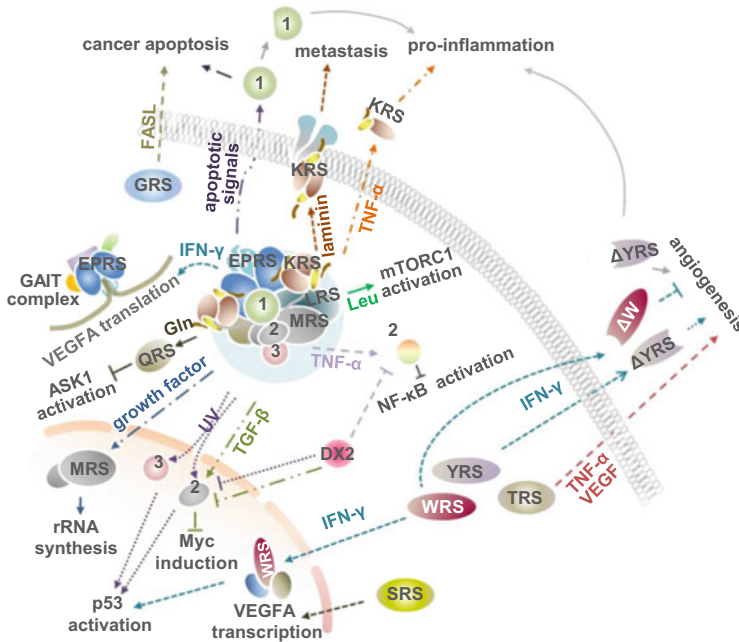 1
cancer apoptosis
metastasis
pro-inflammation
1
KRS
FASL
KRS
GRS
apoptotic
signals
laminin
TNF-α
IFN-γ
EPRS
KRS
EPRS
GAIT
complex
LRS
mTORC1
activation
Leu
ΔYRS
angiogenesis
VEGFA translation
1
MRS
2
3
Gln
QRS
2
TNF-α
ΔW
ΔYRS
ASK1
activation
NF-κB activation
growth factor
UV
TGF-β
IFN-γ
DX2
MRS
3
2
YRS
TRS
TNF-α
VEGF
WRS
rRNA
synthesis
Myc
induction
IFN-γ
WRS
p53
activation
VEGFA
transcription
SRS